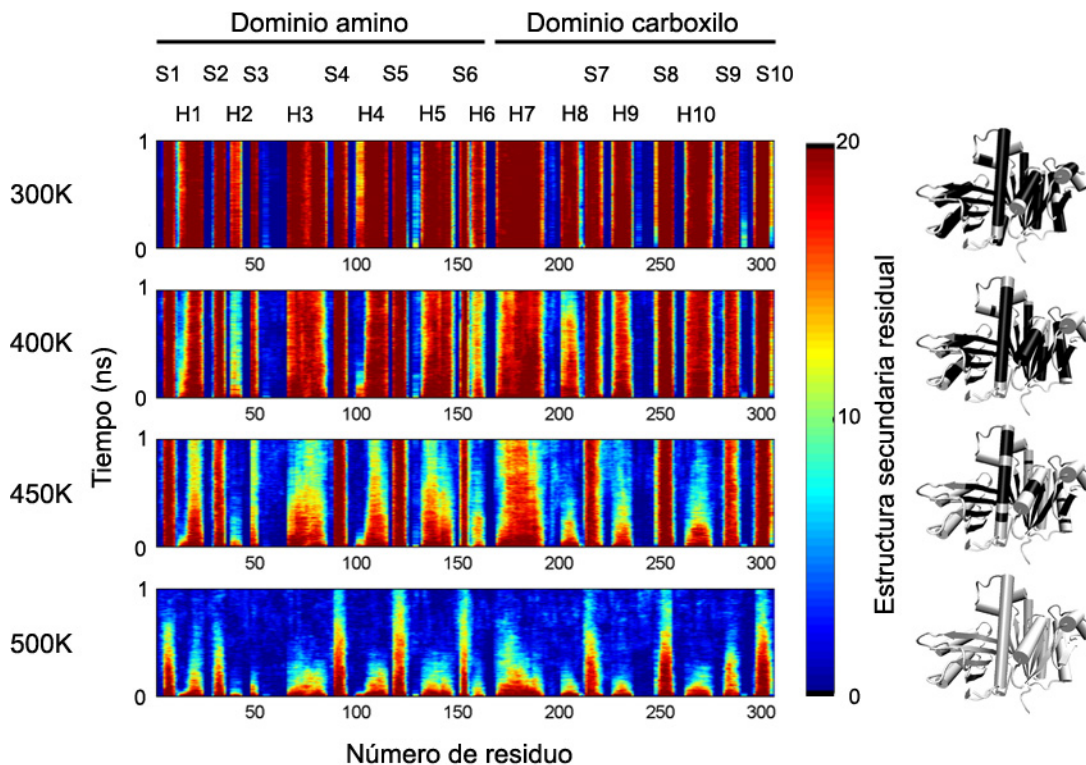 Dominio amino Dominio carboxilo
S1 S2 S3 S4 S5 S6 S7 S8 S9 S10
H1 H2 H3 H4 H5 H6 H7 H8 H9 H10
300K
1
0
50 100 150 200 250 300
400K
1
0
50 100 150 200 250 300
450K
1
0
50 100 150 200 250 300
500K
1
0
50 100 150 200 250 300
Tiempo (ns)
Número de residuo
20
10
0
Estructura secundaria residual